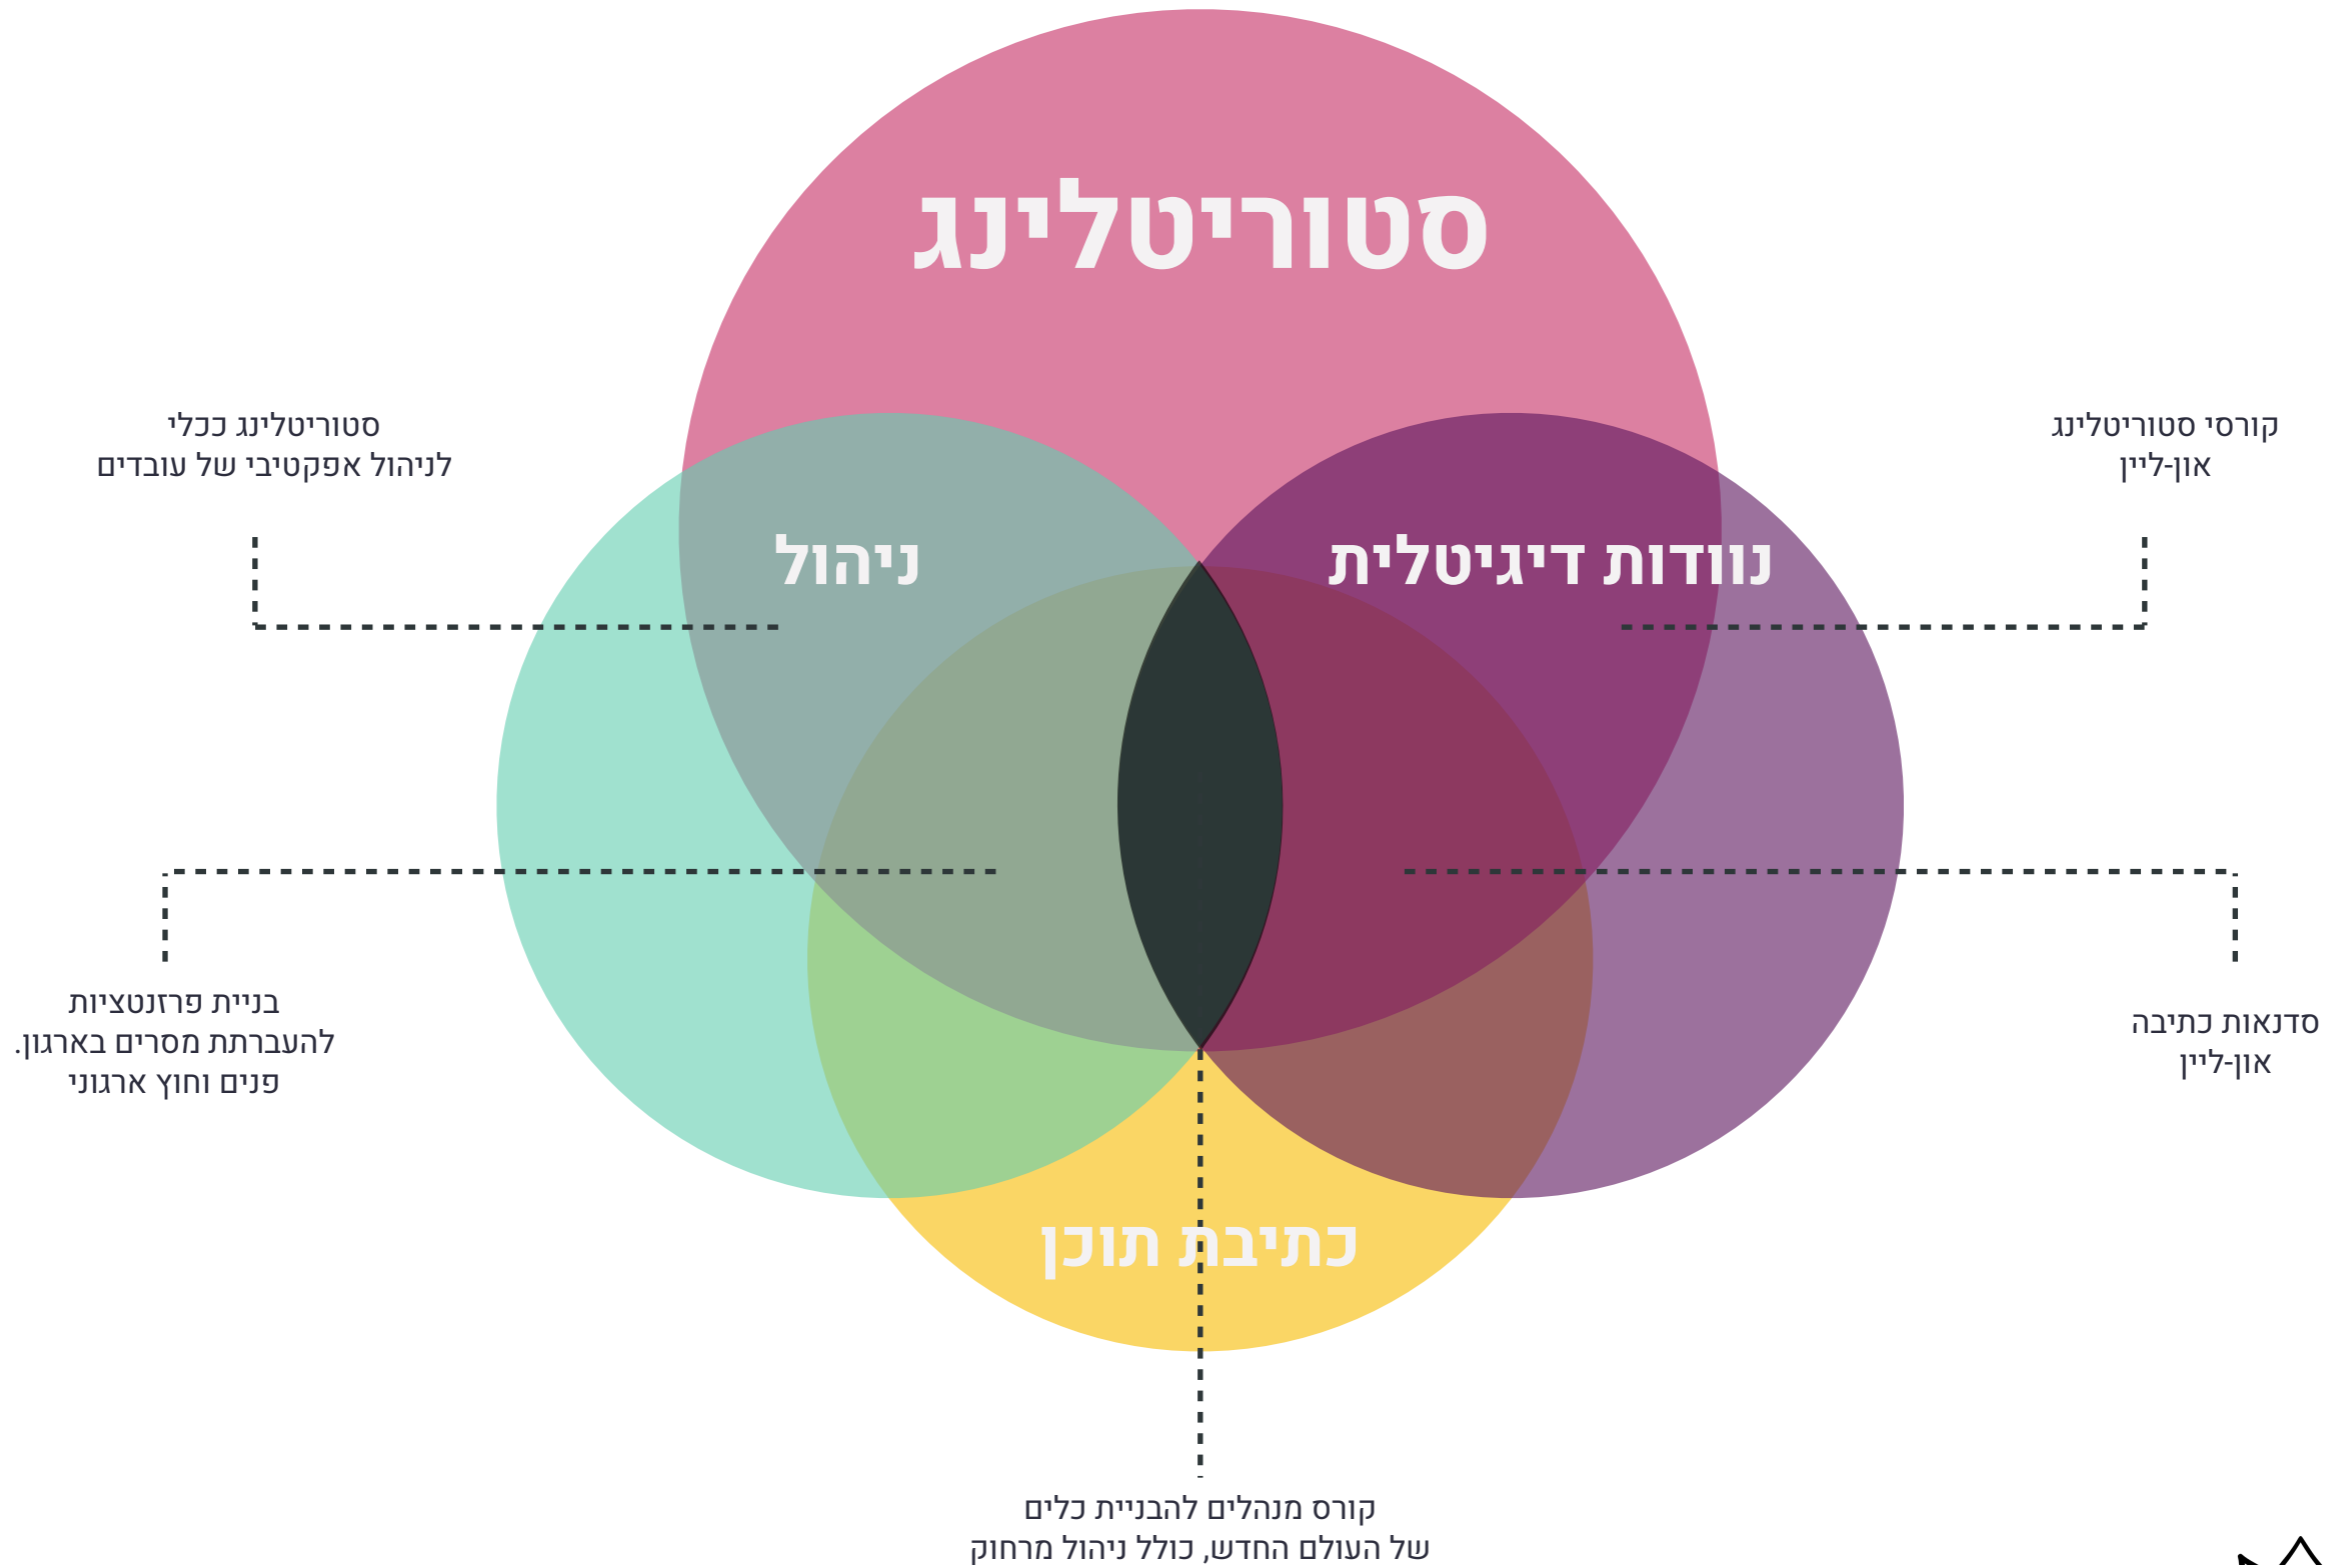 סטוריטלינג
קורסי סטוריטלינג
און-ליין
סטוריטלינג ככלי
לניהול אפקטיבי של עובדים
נוודות דיגיטלית
ניהול
סדנאות כתיבה
און-ליין
בניית פרזנטציות
להעברתת מסרים בארגון.
פנים וחוץ ארגוני
כתיבת תוכן
קורס מנהלים להבניית כלים
של העולם החדש, כולל ניהול מרחוק